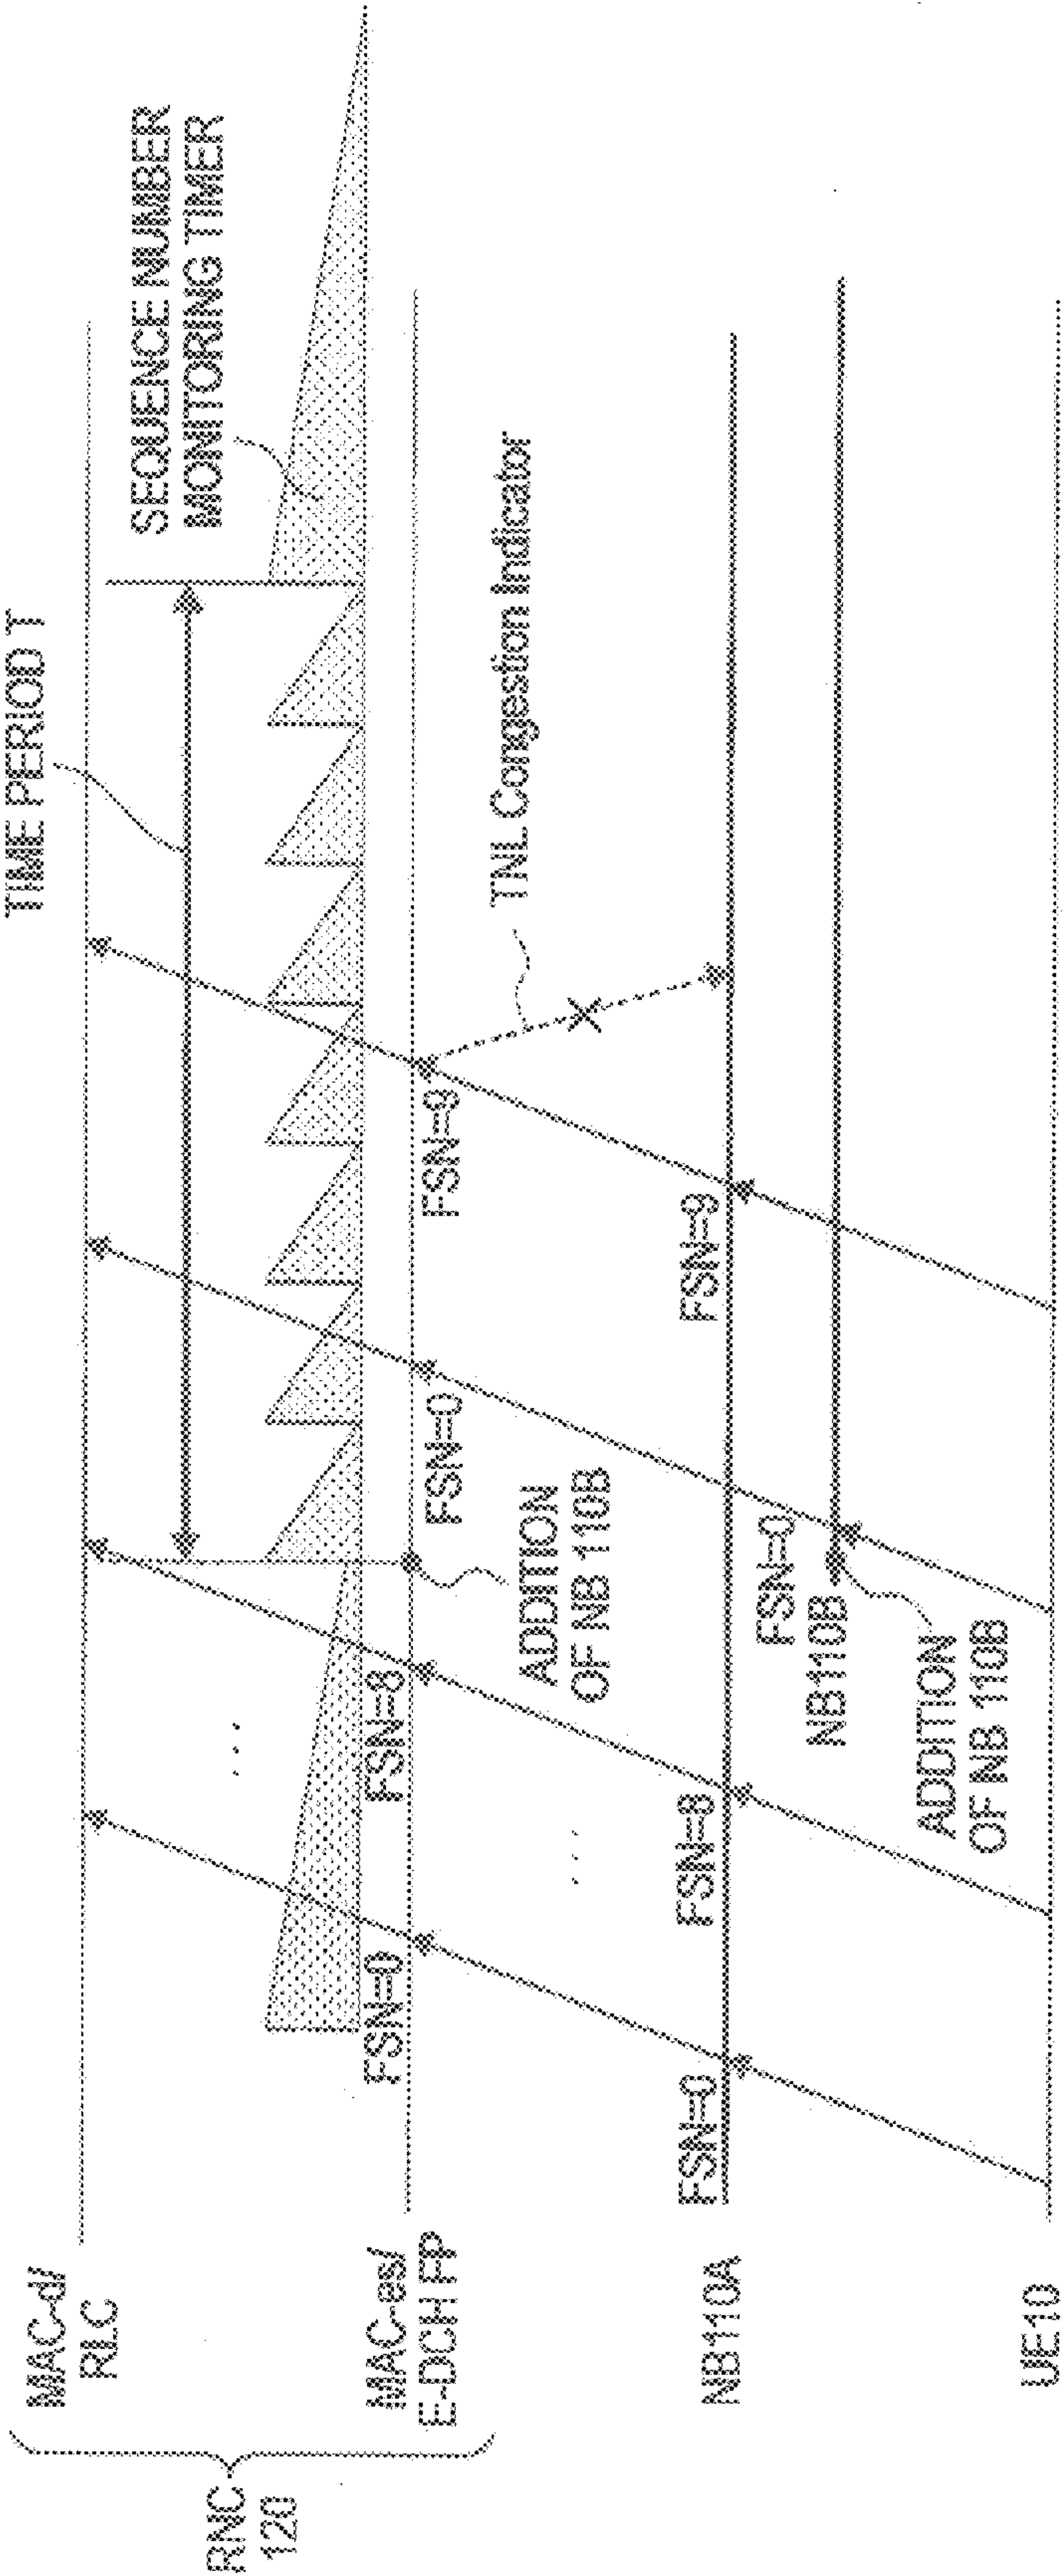 TIME PERIOD T
SEQUENCE NUMBER
MONITORING TIMER
MAC-d/
RLC
RNC
120
MAC-es/
E-DCH FP
FSN=0
...
FSN=8
ADDITION
OF NB 110B
FSN=0
FSN=9
TNL Congestion Indicator
NB110A
FSN=0
...
FSN=8
FSN=9
NB110B
FSN=0
ADDITION
OF NB 110B
UE10